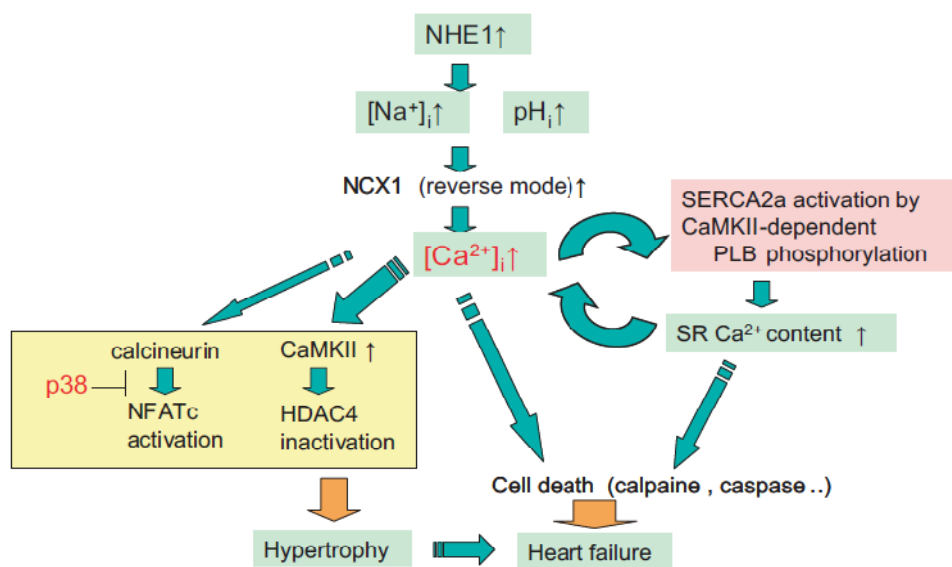 NHE1↑
[Na⁺]ᵢ↑
pHᵢ↑
NCX1 (reverse mode)↑
[Ca²⁺]ᵢ↑
SERCA2a activation by
CaMKII-dependent
PLB phosphorylation
SR Ca²⁺ content ↑
calcineurin
CaMKII ↑
p38
NFATc
activation
HDAC4
inactivation
Cell death (calpaine , caspase ..)
Hypertrophy
Heart failure